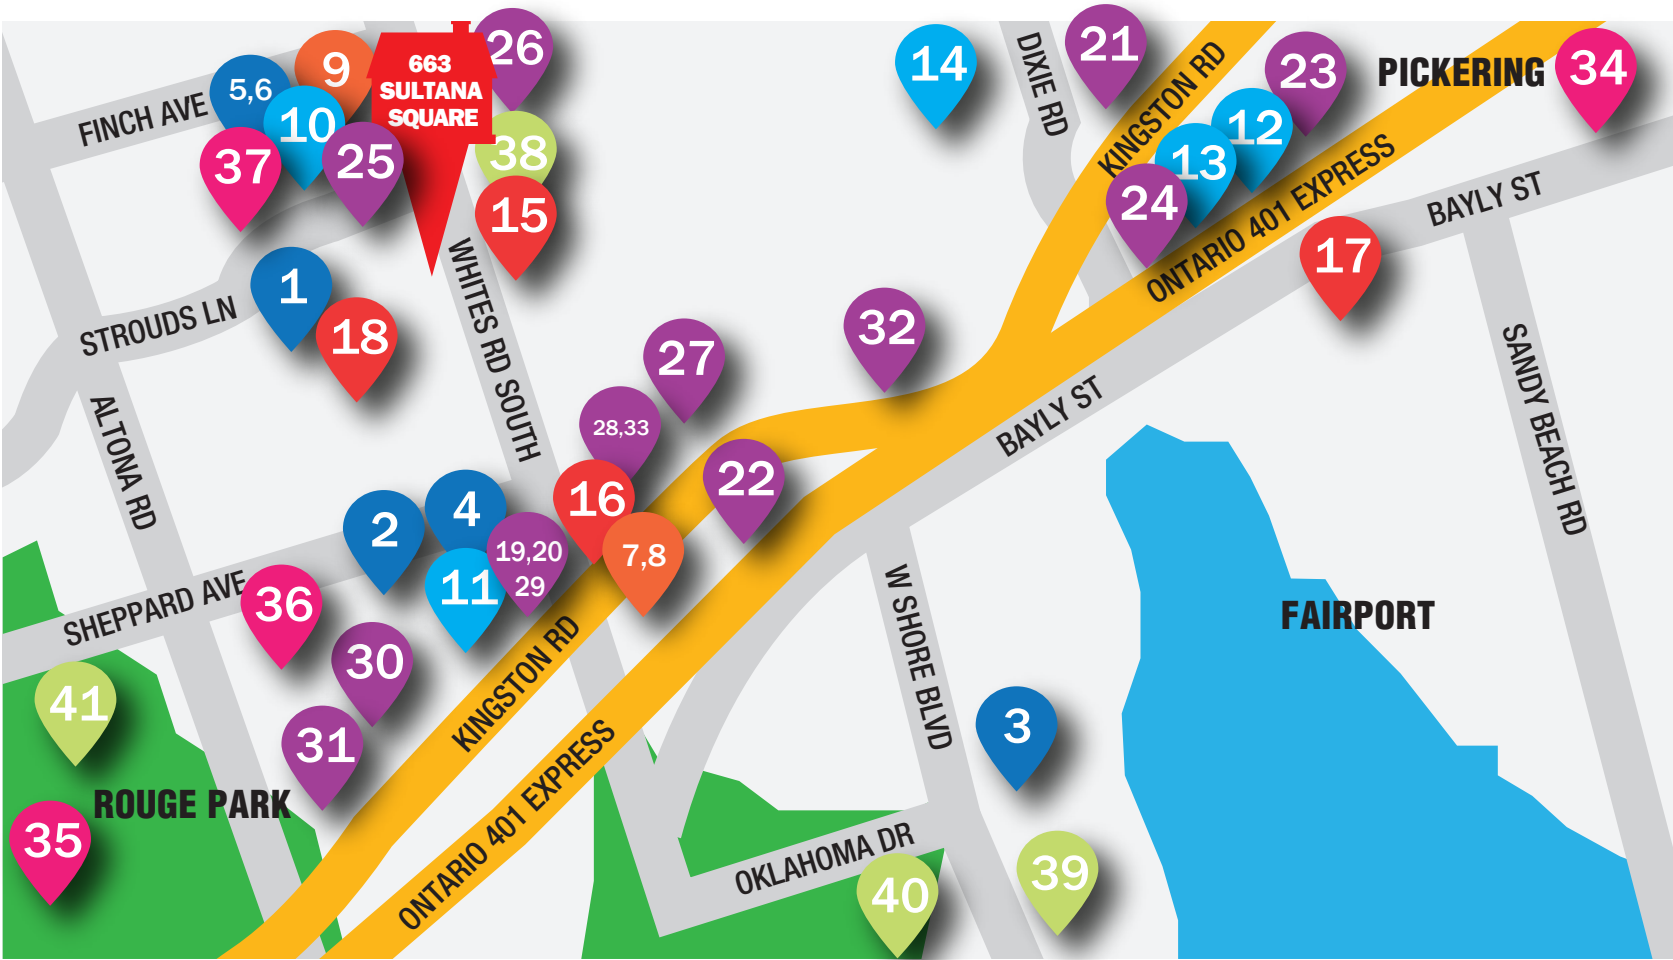 26
14
21
9
663
SULTANA
SQUARE
5,6
23
PICKERING
34
FINCH AVE
10
DIXIE RD
KINGSTON RD
12
37
25
38
13
24
ONTARIO 401 EXPRESS
BAYLY ST
15
17
1
STROUDS LN
18
WHITES RD SOUTH
27
32
28,33
BAYLY ST
SANDY BEACH RD
ALTONA RD
22
16
2
4
19,20
29
7,8
11
SHEPPARD AVE
36
W SHORE BLVD
FAIRPORT
30
KINGSTON RD
41
31
3
ROUGE PARK
ONTARIO 401 EXPRESS
35
OKLAHOMA DR
39
40